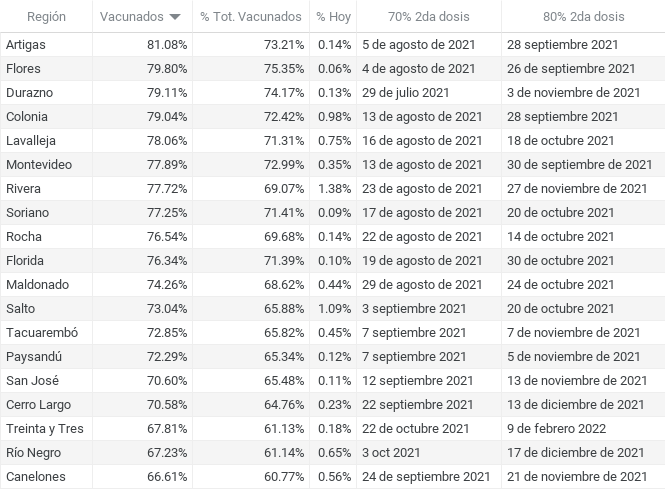 Región Vacunados % Tot. Vacunados % Hoy 70% 2da dosis 80% 2da dosis
Artigas 81.08% 73.21% 0.14% 5 de agosto de 2021 28 septiembre 2021
Flores 79.80% 75.35% 0.06% 4 de agosto de 2021 26 de septiembre 2021
Durazno 79.11% 74.17% 0.13% 29 de julio 2021 3 de noviembre de 2021
Colonia 79.04% 72.42% 0.98% 13 de agosto de 2021 28 septiembre 2021
Lavalleja 78.06% 71.31% 0.75% 16 de agosto de 2021 18 de octubre 2021
Montevideo 77.89% 72.99% 0.35% 13 de agosto de 2021 30 de septiembre de 2021
Rivera 77.72% 69.07% 1.38% 23 de agosto de 2021 27 de noviembre de 2021
Soriano 77.25% 71.41% 0.09% 17 de agosto de 2021 20 de octubre 2021
Rocha 76.54% 69.68% 0.14% 22 de agosto de 2021 14 de octubre 2021
Florida 76.34% 71.39% 0.10% 19 de agosto de 2021 30 de octubre 2021
Maldonado 74.26% 68.62% 0.44% 29 de agosto de 2021 24 de octubre 2021
Salto 73.04% 65.88% 1.09% 3 septiembre 2021 20 de octubre 2021
Tacuarembó 72.85% 65.82% 0.45% 7 septiembre 2021 7 de noviembre de 2021
Paysandú 72.29% 65.34% 0.12% 7 septiembre 2021 5 de noviembre de 2021
San José 70.60% 65.48% 0.11% 12 septiembre 2021 13 de noviembre de 2021
Cerro Largo 70.58% 64.76% 0.23% 22 septiembre 2021 13 de diciembre de 2021
Treinta y Tres 67.81% 61.13% 0.18% 22 de octubre 2021 9 de febrero 2022
Río Negro 67.23% 61.14% 0.65% 3 oct 2021 17 de diciembre de 2021
Canelones 66.61% 60.77% 0.56% 24 de septiembre 2021 21 de noviembre de 2021